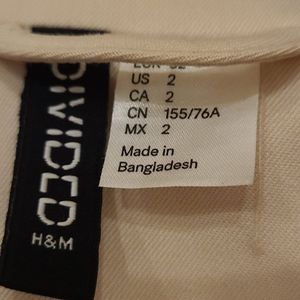 DIVIDED
H&M
US 2
CA 2
CN 155/76A
MX 2
Made in
Bangladesh